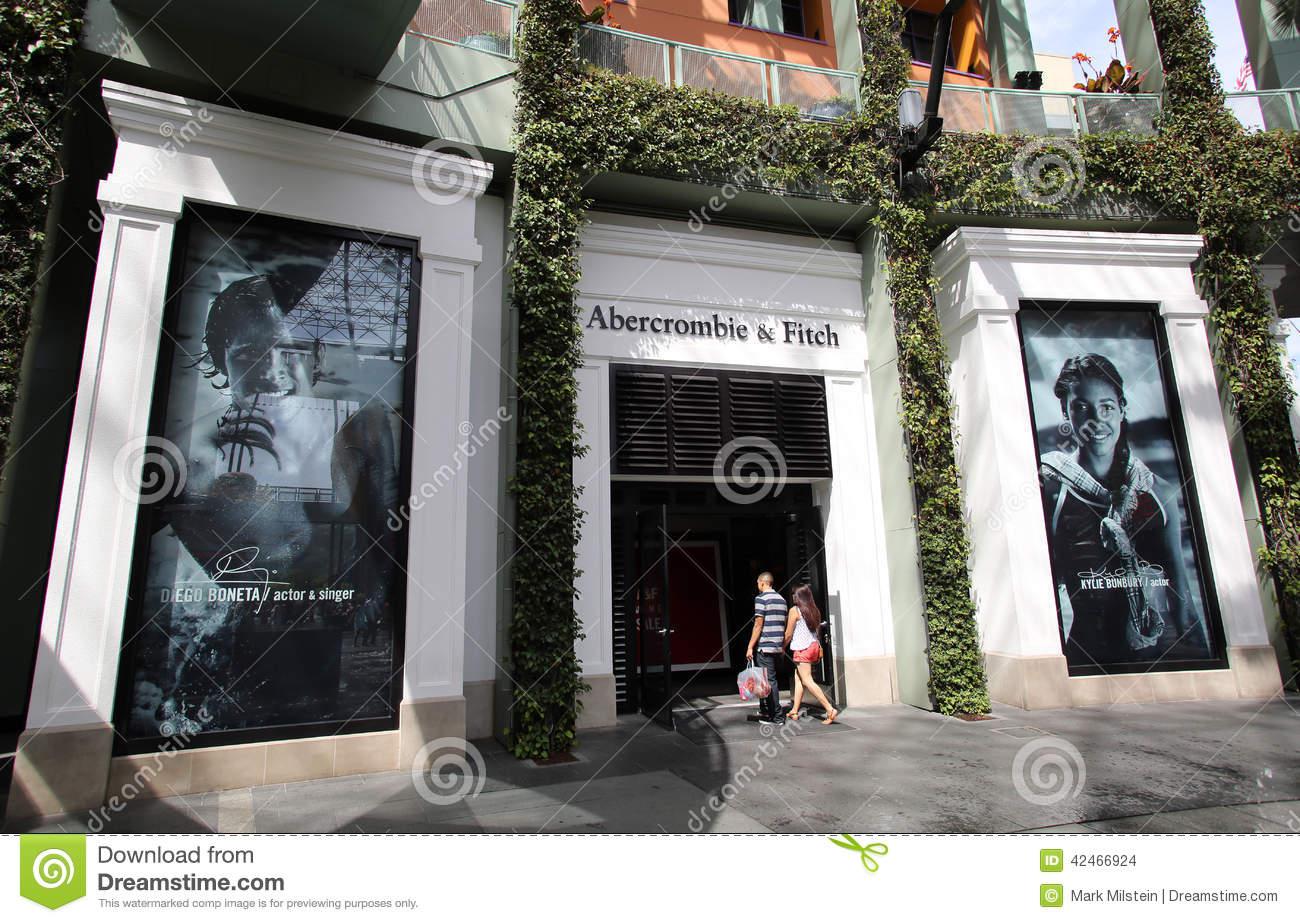 Abercrombie & Fitch
DIEGO BONETA / actor & singer
KYLIE BUNBURY / actor
A&F
SALE
dreamstime
Download from
Dreamstime.com
This watermarked comp image is for previewing purposes only.
ID 42466924
© Mark Milstein | Dreamstime.com